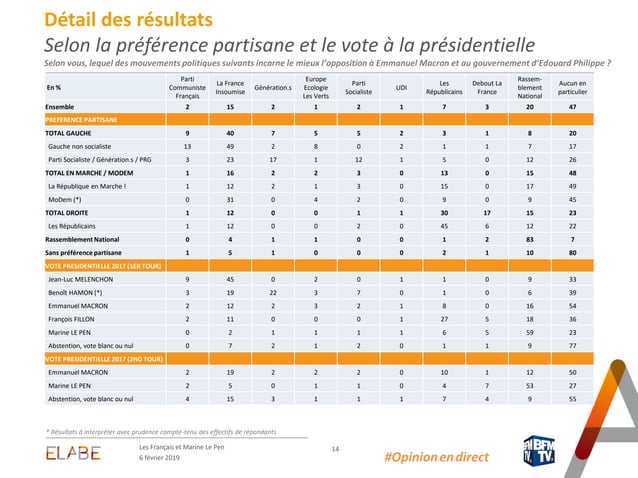 Détail des résultats
Selon la préférence partisane et le vote à la présidentielle
Selon vous, lequel des mouvements politiques suivants incarne le mieux l'opposition à Emmanuel Macron et au gouvernement d'Edouard Philippe ?
En % Parti Communiste Français La France Insoumise Génération.s Europe Ecologie Les Verts Parti Socialiste UDI Les Républicains Debout La France Rassem-blement National Aucun en particulier
Ensemble 2 15 2 1 2 1 7 3 20 47
PREFERENCE PARTISANE
TOTAL GAUCHE 9 40 7 5 5 2 3 1 8 20
Gauche non socialiste 13 49 2 8 0 2 1 1 7 17
Parti Socialiste / Génération.s / PRG 3 23 17 1 12 1 5 0 12 26
TOTAL EN MARCHE / MODEM 1 16 2 2 3 0 13 0 15 48
La République en Marche ! 1 12 2 1 3 0 15 0 17 49
MoDem (*) 0 31 0 4 2 0 9 0 9 45
TOTAL DROITE 1 12 0 0 1 1 30 17 15 23
Les Républicains 1 12 0 0 2 0 45 6 12 22
Rassemblement National 0 4 1 1 0 0 1 2 83 7
Sans préférence partisane 1 5 1 0 0 0 2 1 10 80
VOTE PRESIDENTIELLE 2017 (1ER TOUR)
Jean-Luc MELENCHON 9 45 0 2 0 1 1 0 9 33
Benoît HAMON (*) 3 19 22 3 7 0 1 0 6 39
Emmanuel MACRON 2 12 2 3 2 1 8 0 16 54
François FILLON 2 11 0 0 0 1 27 5 18 36
Marine LE PEN 0 2 1 1 1 1 6 5 59 23
Abstention, vote blanc ou nul 0 7 2 1 2 0 1 1 9 77
VOTE PRESIDENTIELLE 2017 (2ND TOUR)
Emmanuel MACRON 2 19 2 2 2 0 10 1 12 50
Marine LE PEN 2 5 0 1 1 0 4 7 53 27
Abstention, vote blanc ou nul 4 15 3 1 1 1 7 4 9 55
* Résultats à interpréter avec prudence compte-tenu des effectifs de répondants
ELABE
Les Français et Marine Le Pen
6 février 2019
14
#Opinionendirect
BFM
TV.